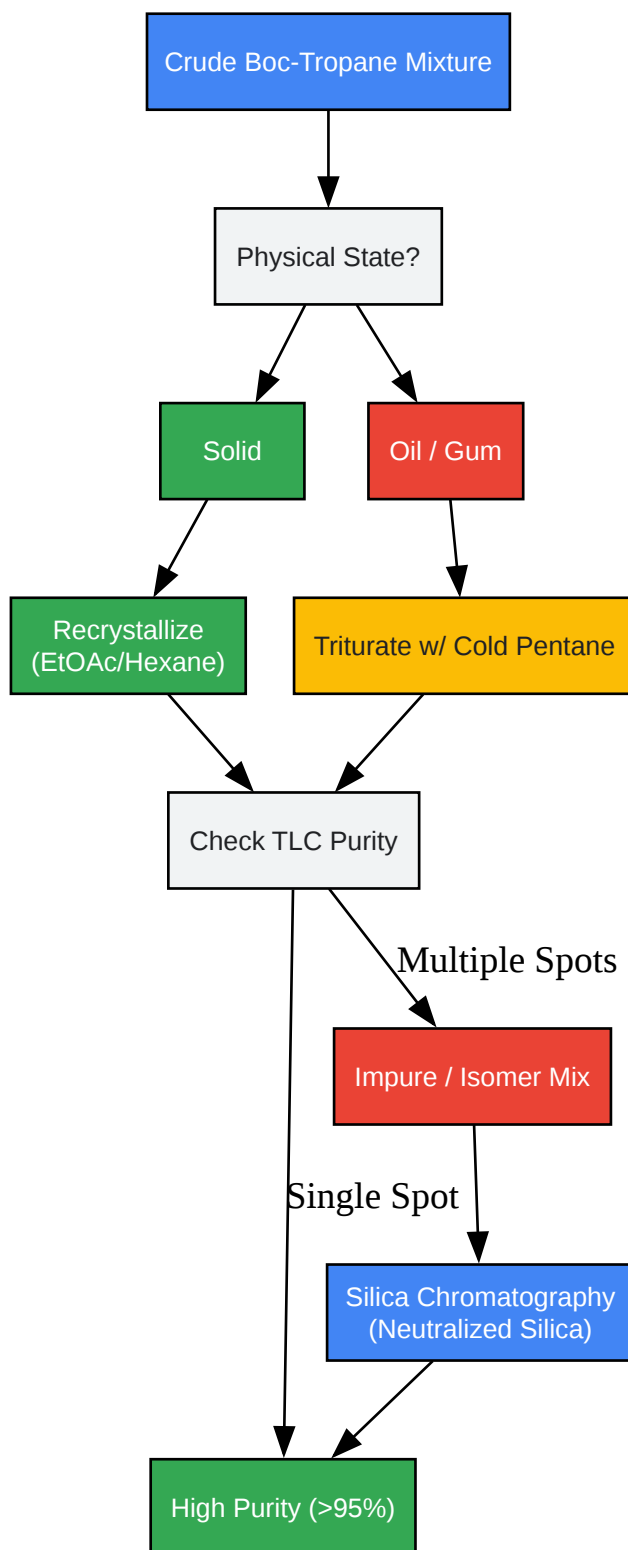 Crude Boc-Tropane Mixture
Physical State?
Solid
Oil / Gum
Recrystallize
(EtOAc/Hexane)
Triturate w/ Cold Pentane
Check TLC Purity
Multiple Spots
Impure / Isomer Mix
Single Spot
Silica Chromatography
(Neutralized Silica)
High Purity (>95%)